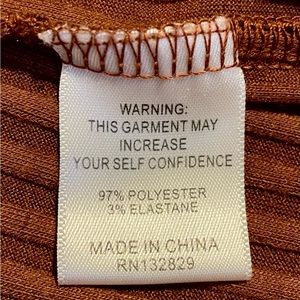 WARNING:
THIS GARMENT MAY
INCREASE
YOUR SELF CONFIDENCE
97% POLYESTER
3% ELASTANE
MADE IN CHINA
RN132829